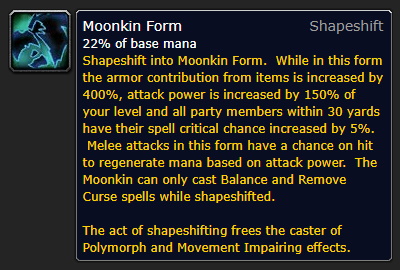 Moonkin Form Shapeshift
22% of base mana
Shapeshift into Moonkin Form. While in this form
the armor contribution from items is increased by
400%, attack power is increased by 150% of
your level and all party members within 30 yards
have their spell critical chance increased by 5%.
Melee attacks in this form have a chance on hit
to regenerate mana based on attack power. The
Moonkin can only cast Balance and Remove
Curse spells while shapeshifted.
The act of shapeshifting frees the caster of
Polymorph and Movement Impairing effects.